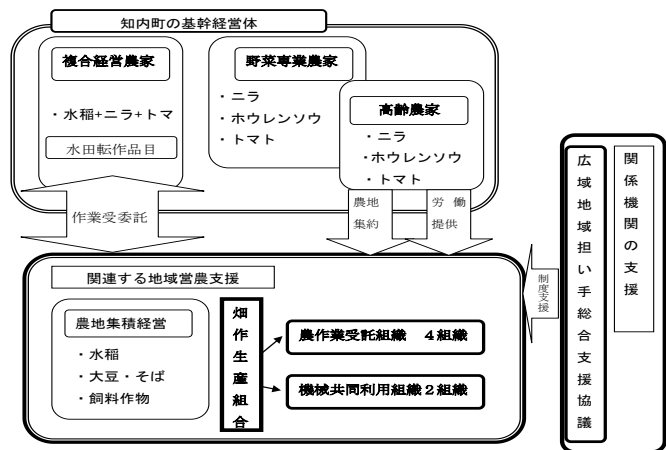 知内町の基幹経営体
複合経営農家
・水稲+ニラ+トマ
水田転作品目
野菜専業農家
・ニラ
・ホウレンソウ
・トマト
高齢農家
・ニラ
・ホウレンソウ
・トマト
作業受委託
農地
集約
労働
提供
関連する地域営農支援
農地集積経営
・水稲
・大豆・そば
・飼料作物
畑作生産組合
農作業受託組織 4組織
機械共同利用組織2組織
制度支援
関係機関の支援
広域地域担い手総合支援協議